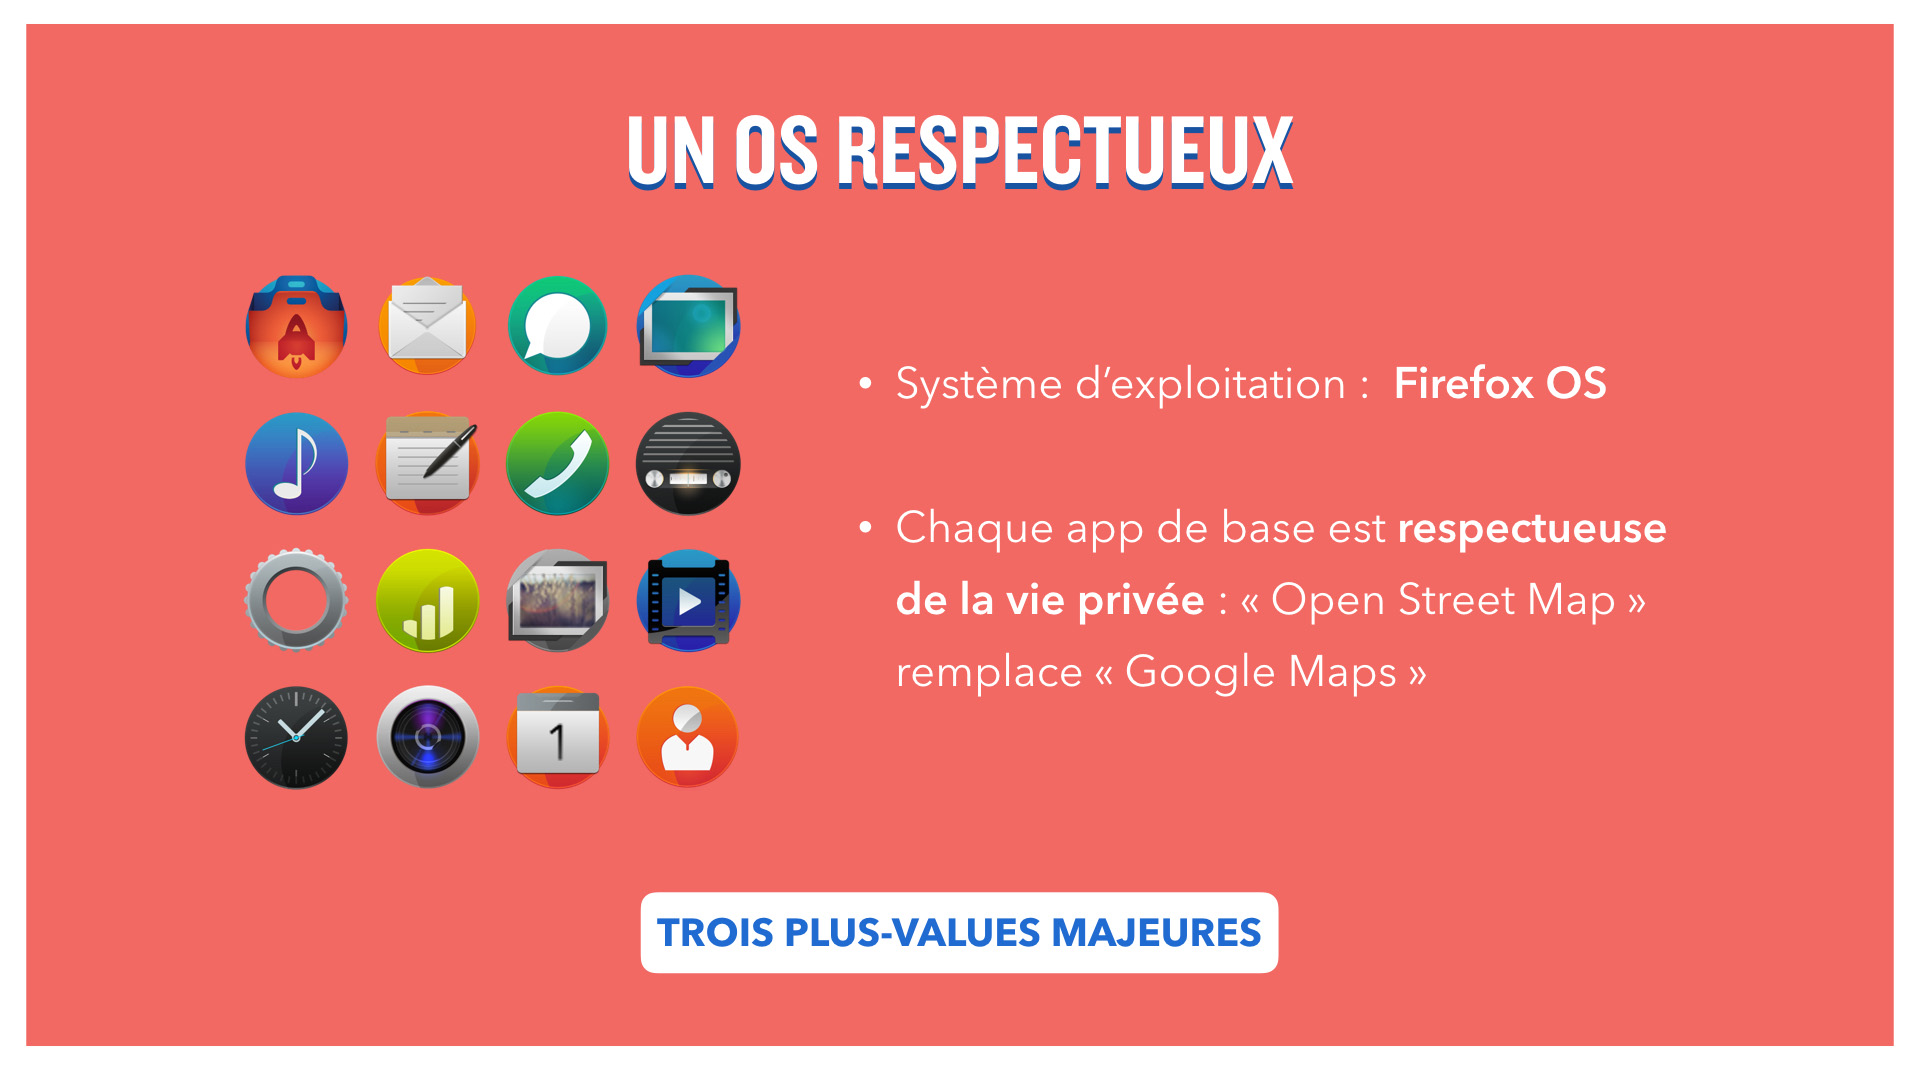 UN OS RESPECTUEUX
• Système d’exploitation :  Firefox OS
• Chaque app de base est respectueuse
de la vie privée : « Open Street Map »
remplace « Google Maps »
1
TROIS PLUS-VALUES MAJEURES